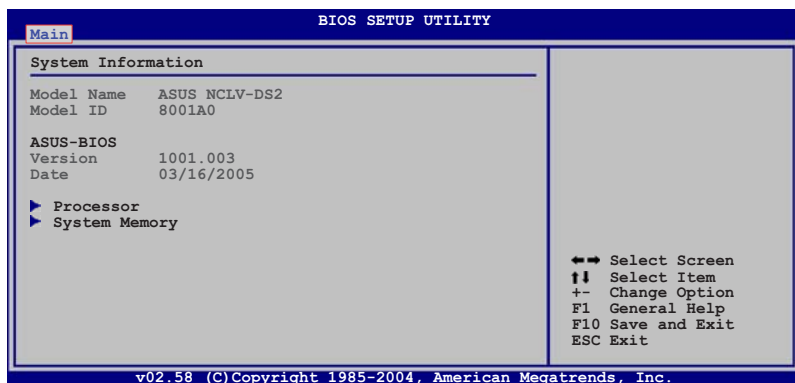 BIOS SETUP UTILITY
Main
System Information
Model Name ASUS NCLV-DS2
Model ID 8001A0
ASUS-BIOS
Version 1001.003
Date 03/16/2005
Processor
System Memory
Select Screen
Select Item
+- Change Option
F1 General Help
F10 Save and Exit
ESC Exit
v02.58 (C)Copyright 1985-2004, American Megatrends, Inc.